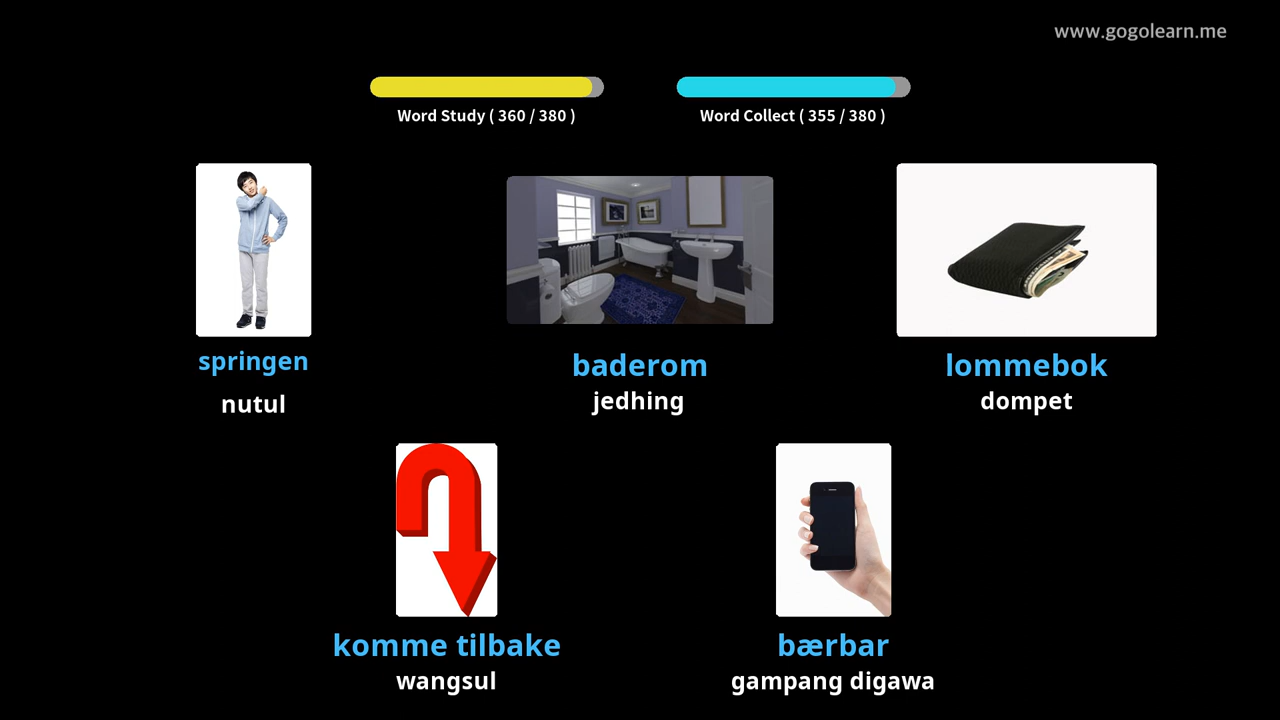 www.gogolearn.me
Word Study ( 360 / 380 )
Word Collect ( 355 / 380 )
springen
nutul
baderom
jedhing
lommebok
dompet
komme tilbake
wangsul
bærbar
gampang digawa